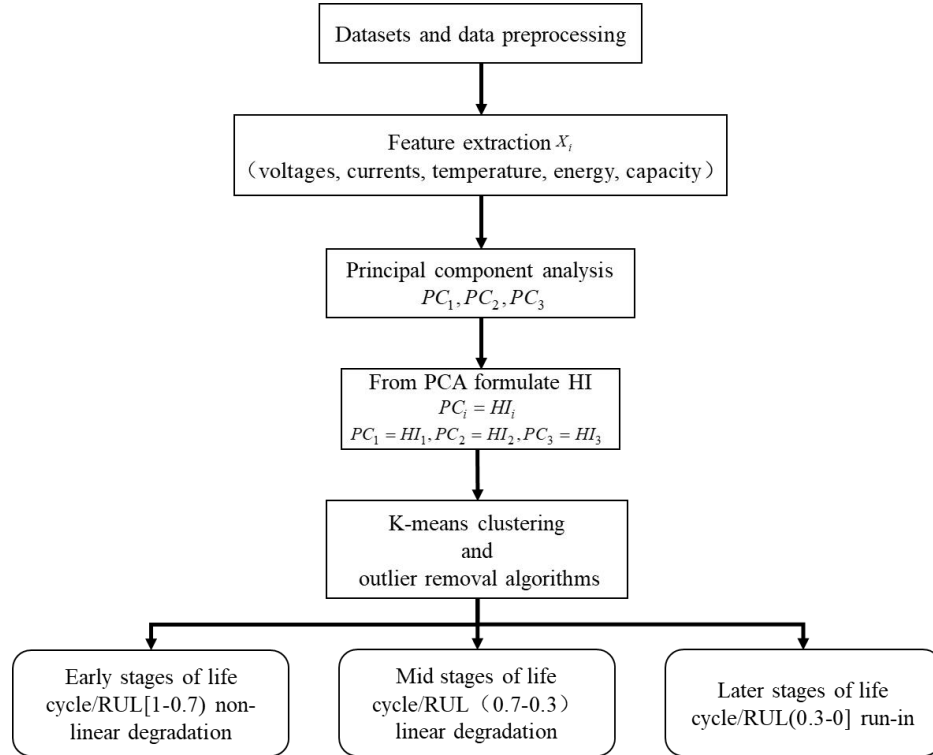 Datasets and data preprocessing
Feature extraction X_i
（voltages, currents, temperature, energy, capacity）
Principal component analysis
PC_1, PC_2, PC_3
From PCA formulate HI
PC_i = HI_i
PC_1 = HI_1, PC_2 = HI_2, PC_3 = HI_3
K-means clustering
and
outlier removal algorithms
Early stages of life
cycle/RUL[1-0.7) non-
linear degradation
Mid stages of life
cycle/RUL（0.7-0.3）
linear degradation
Later stages of life
cycle/RUL(0.3-0] run-in